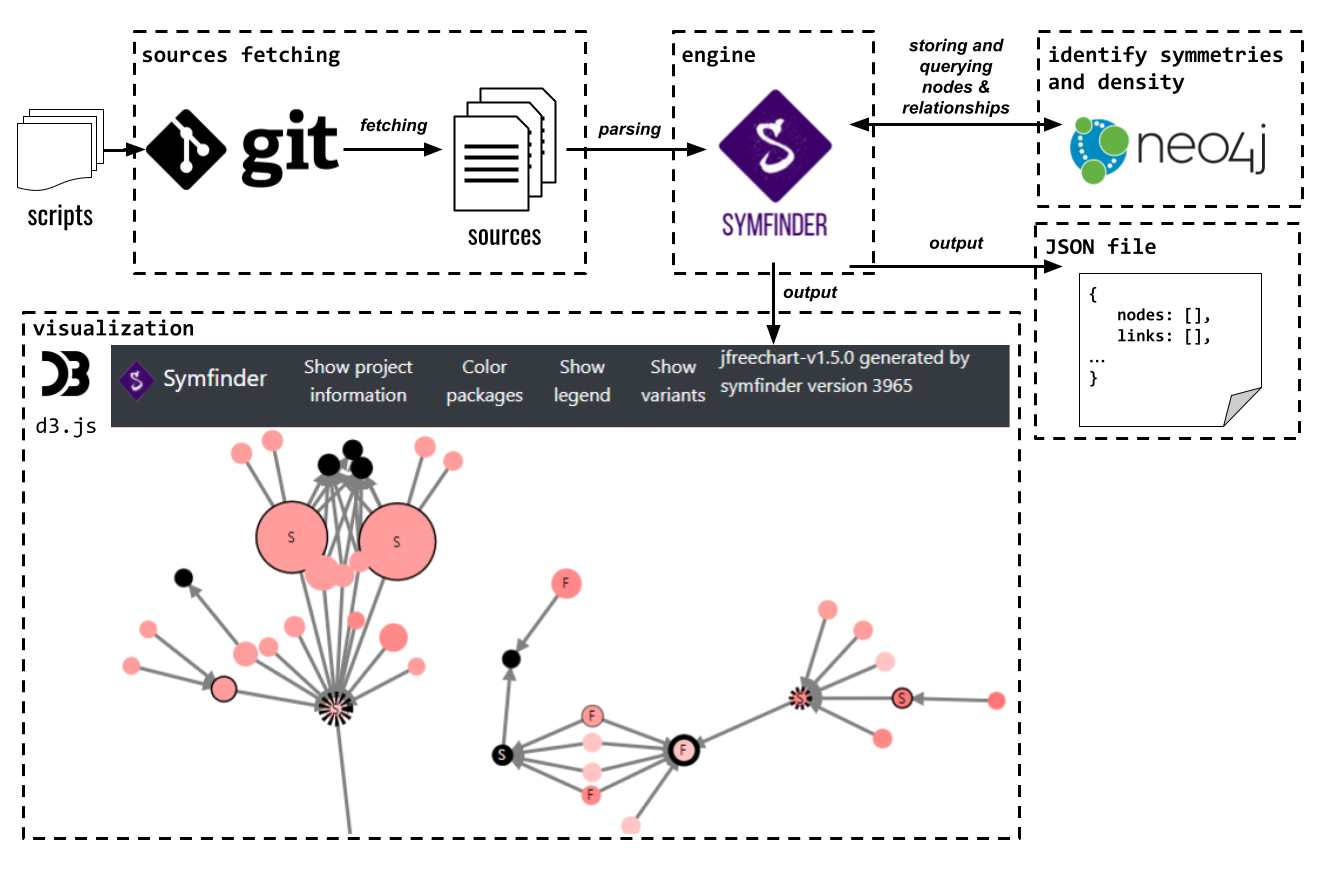 sources fetching
scripts
git
fetching
sources
parsing
engine
S
SYMFINDER
storing and
querying
nodes &
relationships
identify symmetries
and density
neo4j
output
JSON file
{
nodes: [],
links: [],
...
}
output
visualization
D3
d3.js
S
Symfinder
Show project
information
Color
packages
Show
legend
Show
variants
jfreechart-v1.5.0 generated by
symfinder version 3965
S
S
S
F
F
S
F
F
S
S